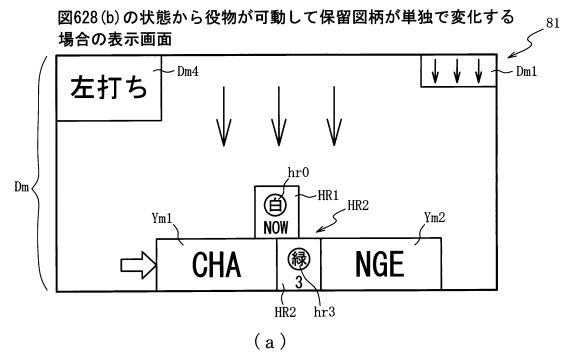 図628(b)の状態から役物が可動して保留図柄が単独で変化する
場合の表示画面
81
左打ち
Dm4
Dm1
Dm
hr0
白
HR1
NOW
HR2
Ym1
Ym2
CHA
緑
NGE
3
HR2
hr3
(a)